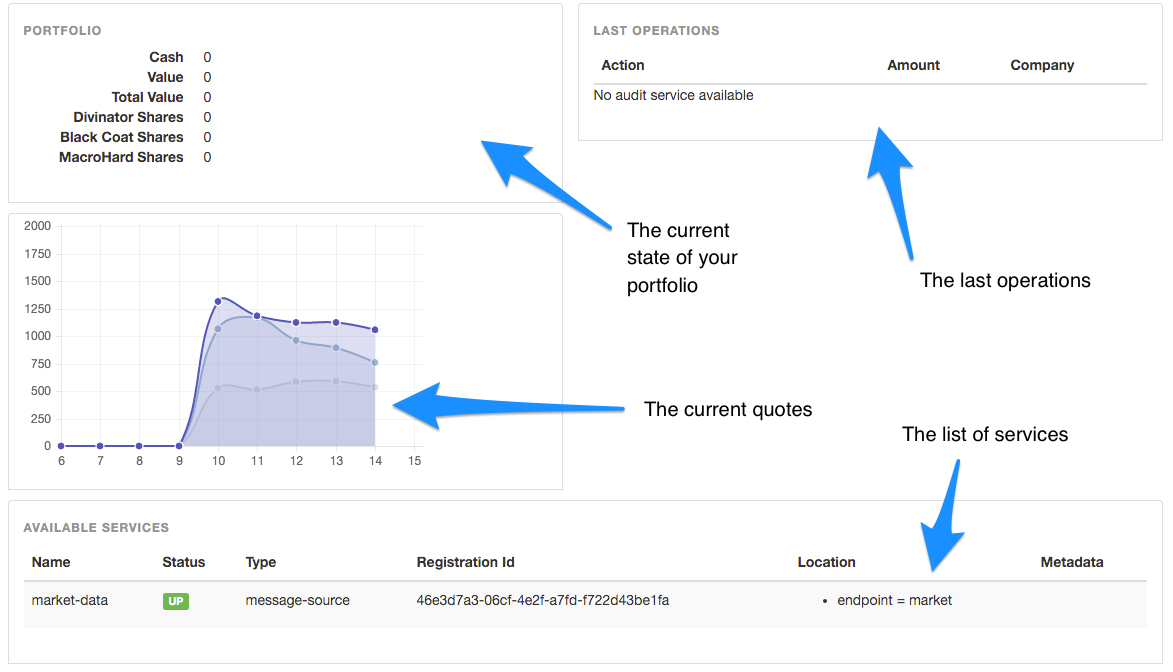 PORTFOLIO
Cash 0
Value 0
Total Value 0
Divinator Shares 0
Black Coat Shares 0
MacroHard Shares 0
LAST OPERATIONS
Action Amount Company
No audit service available
The current
state of your
portfolio
The last operations
2000
1750
1500
1250
1000
750
500
250
0
6 7 8 9 10 11 12 13 14 15
The current quotes
The list of services
AVAILABLE SERVICES
Name Status Type Registration Id Location Metadata
market-data UP message-source 46e3d7a3-06cf-4e2f-a7fd-f722d43be1fa • endpoint = market